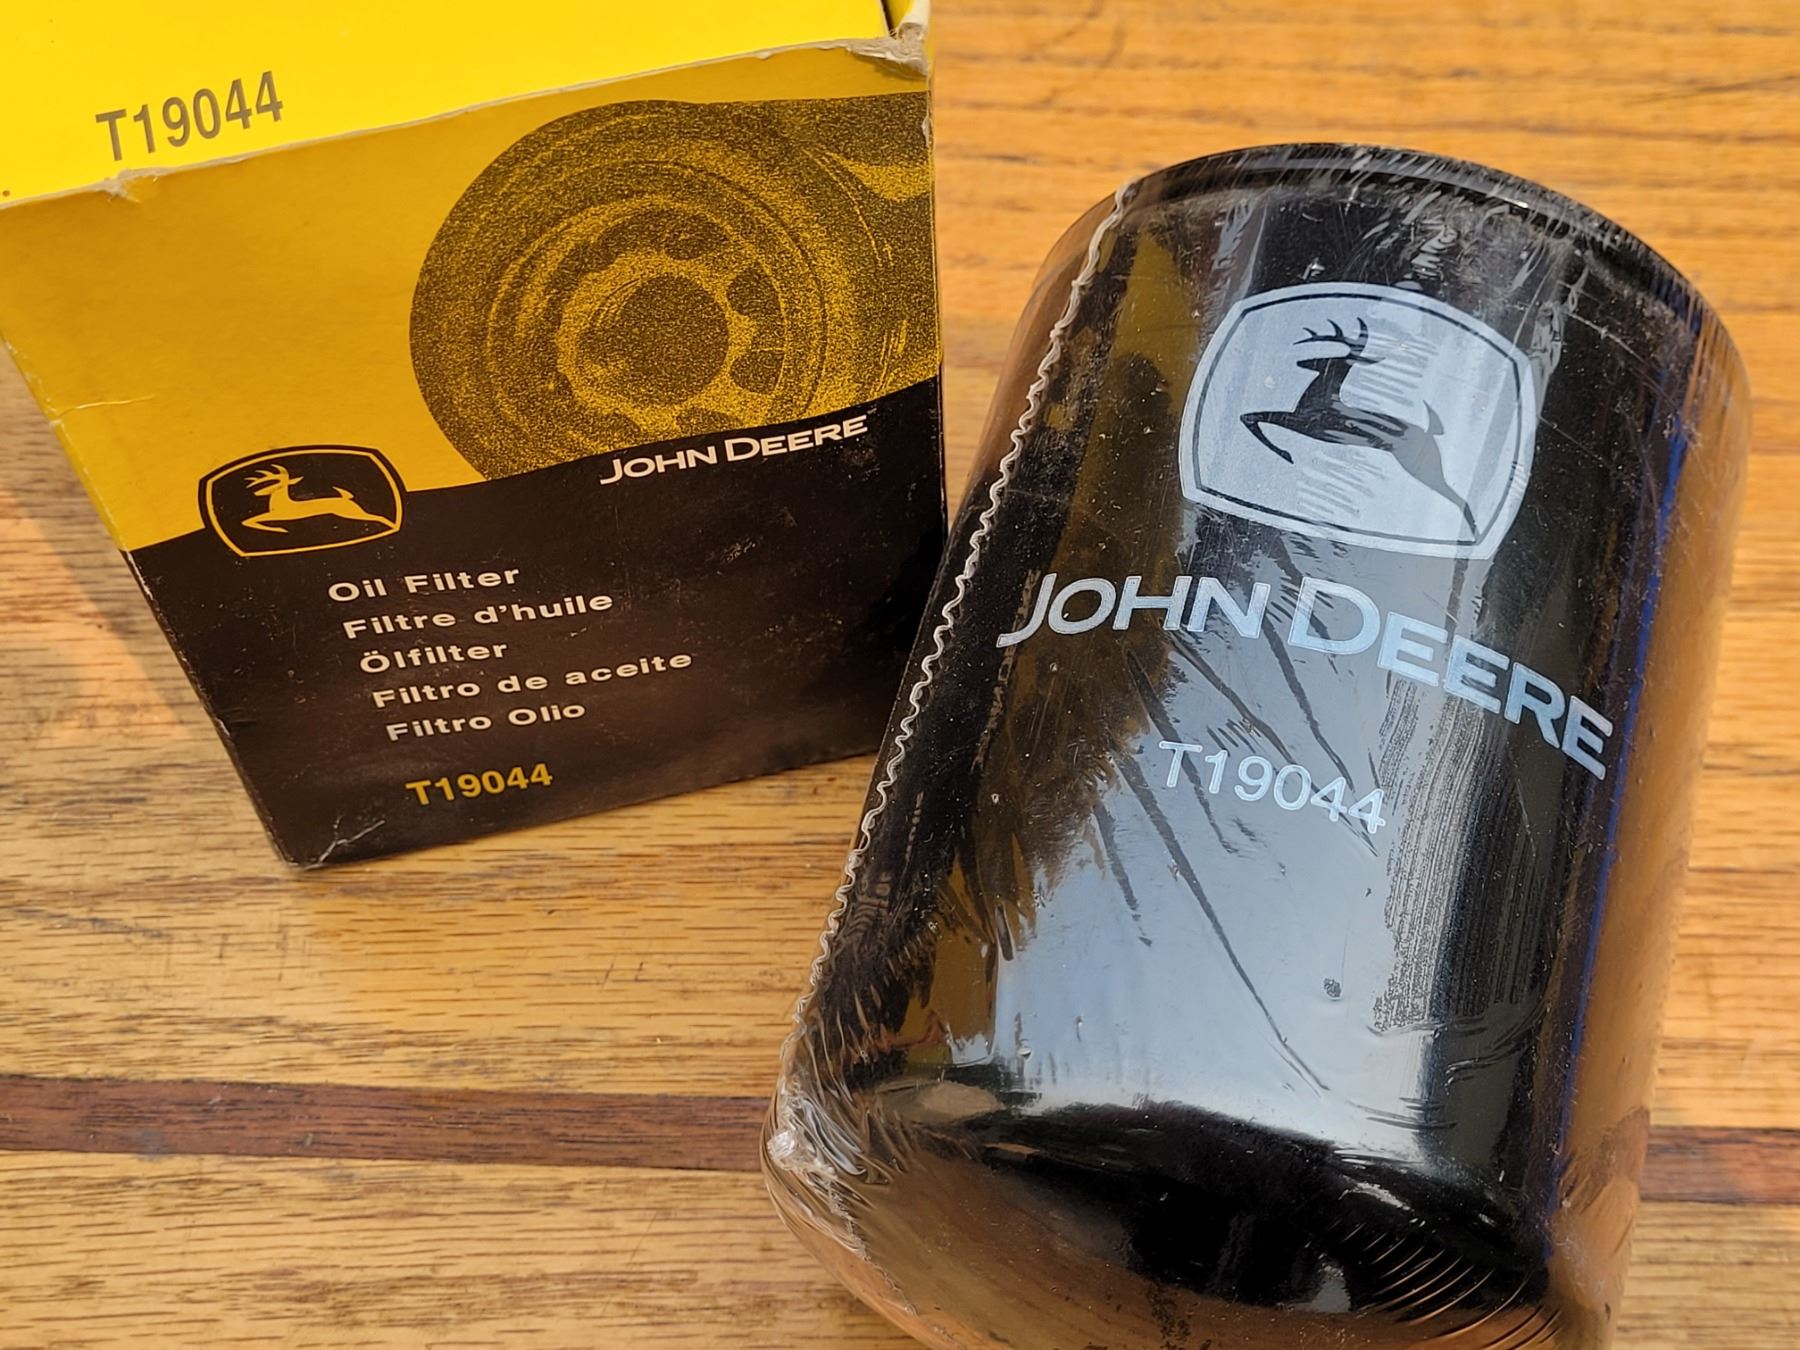 T19044
JOHN DEERE
Oil Filter
Filtre d'huile
Ölfilter
Filtro de aceite
Filtro Olio
T19044
JOHN DEERE
T19044